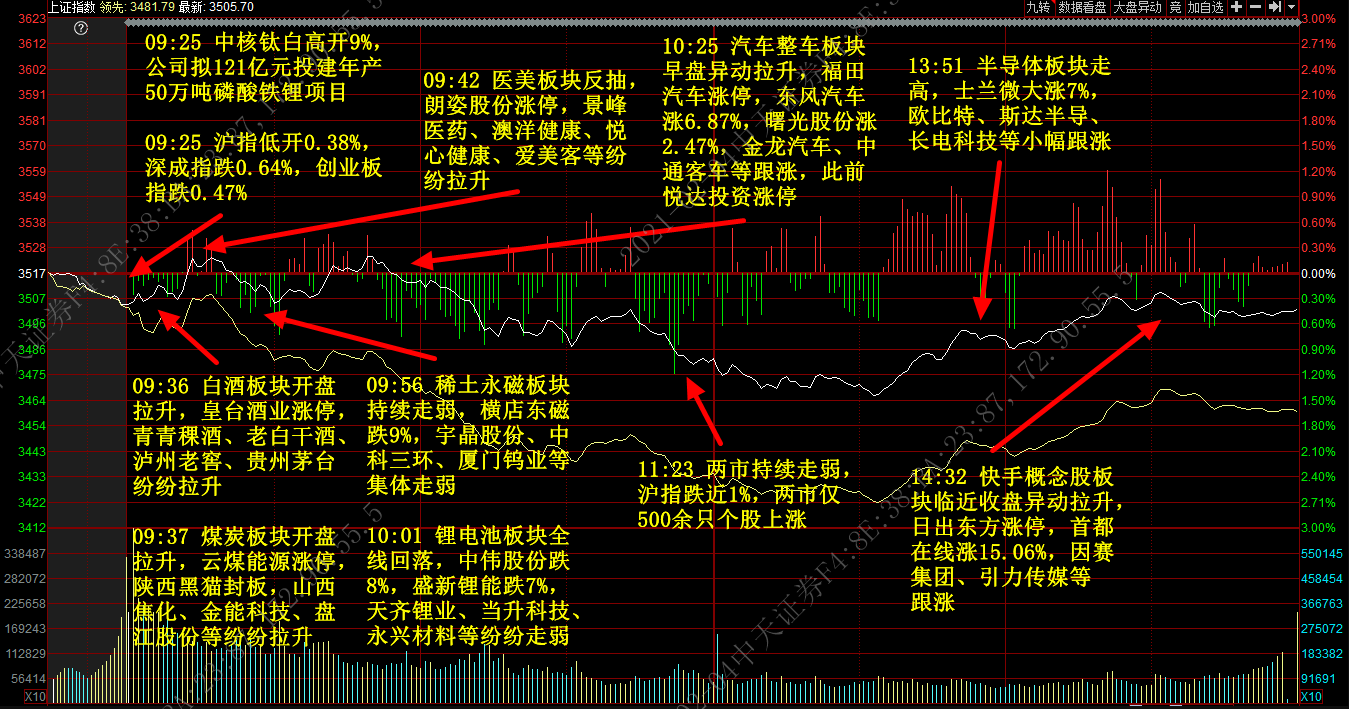 上证指数 领先: 3481.79 最新: 3505.70
九转 数据看盘 大盘异动 竞 加自选
3623
3612
3602
3591
3581
3570
3559
3549
3538
3528
3517
3507
3496
3486
3475
3464
3454
3443
3433
3422
3412
338487
282072
225658
169243
112829
56414
X10
09:25 中核钛白高开9%,
公司拟121亿元投建年产
50万吨磷酸铁锂项目
09:25 沪指低开0.38%,
深成指跌0.64%, 创业板
指跌0.47%
09:42 医美板块反抽,
朗姿股份涨停, 景峰
医药、澳洋健康、悦
心健康、爱美客等纷
纷拉升
10:25 汽车整车板块
早盘异动拉升, 福田
汽车涨停, 东风汽车
涨6.87%, 曙光股份涨
2.47%, 金龙汽车、中
通客车等跟涨, 此前
悦达投资涨停
13:51 半导体板块走
高, 士兰微大涨7%,
欧比特、斯达半导、
长电科技等小幅跟涨
09:36 白酒板块开盘
拉升, 皇台酒业涨停,
青青稞酒、老白干酒、
泸州老窖、贵州茅台
纷纷拉升
09:56 稀土永磁板块
持续走弱, 横店东磁
跌9%, 宇晶股份、中
科三环、厦门钨业等
集体走弱
09:37 煤炭板块开盘
拉升, 云煤能源涨停,
陕西黑猫封板, 山西
焦化、金能科技、盘
江股份等纷纷拉升
10:01 锂电池板块全
线回落, 中伟股份跌
8%, 盛新锂能跌7%,
天齐锂业、当升科技、
永兴材料等纷纷走弱
11:23 两市持续走弱,
沪指跌近1%, 两市仅
500余只个股上涨
14:32 快手概念股板
块临近收盘异动拉升,
日出东方涨停, 首都
在线涨15.06%, 因赛
集团、引力传媒等
跟涨
3.00%
2.71%
2.40%
2.10%
1.80%
1.50%
1.20%
0.90%
0.60%
0.30%
0.00%
0.30%
0.60%
0.90%
1.20%
1.50%
1.80%
2.10%
2.40%
2.71%
3.00%
550145
458454
366763
275072
183382
91691
X10